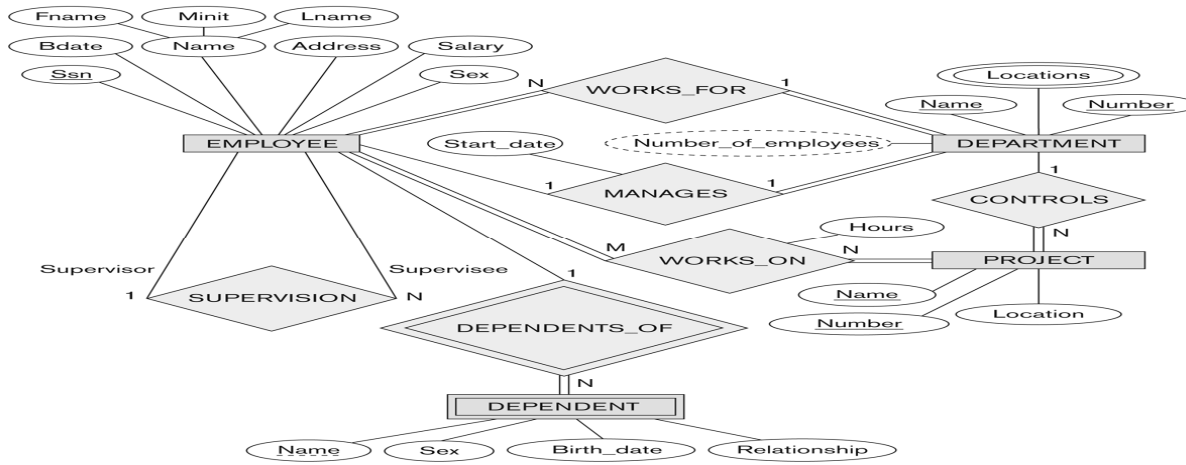 Fname Minit Lname
Bdate Name Address Salary
Ssn Sex
Locations
Name Number
N WORKS_FOR 1
EMPLOYEE
Start_date
Number_of_employees
DEPARTMENT
1 MANAGES 1
1
CONTROLS
N
Hours
M WORKS_ON N
PROJECT
Supervisor Supervisee
1 SUPERVISION N
1
Name
Number
Location
DEPENDENTS_OF
N
DEPENDENT
Name Sex Birth_date Relationship